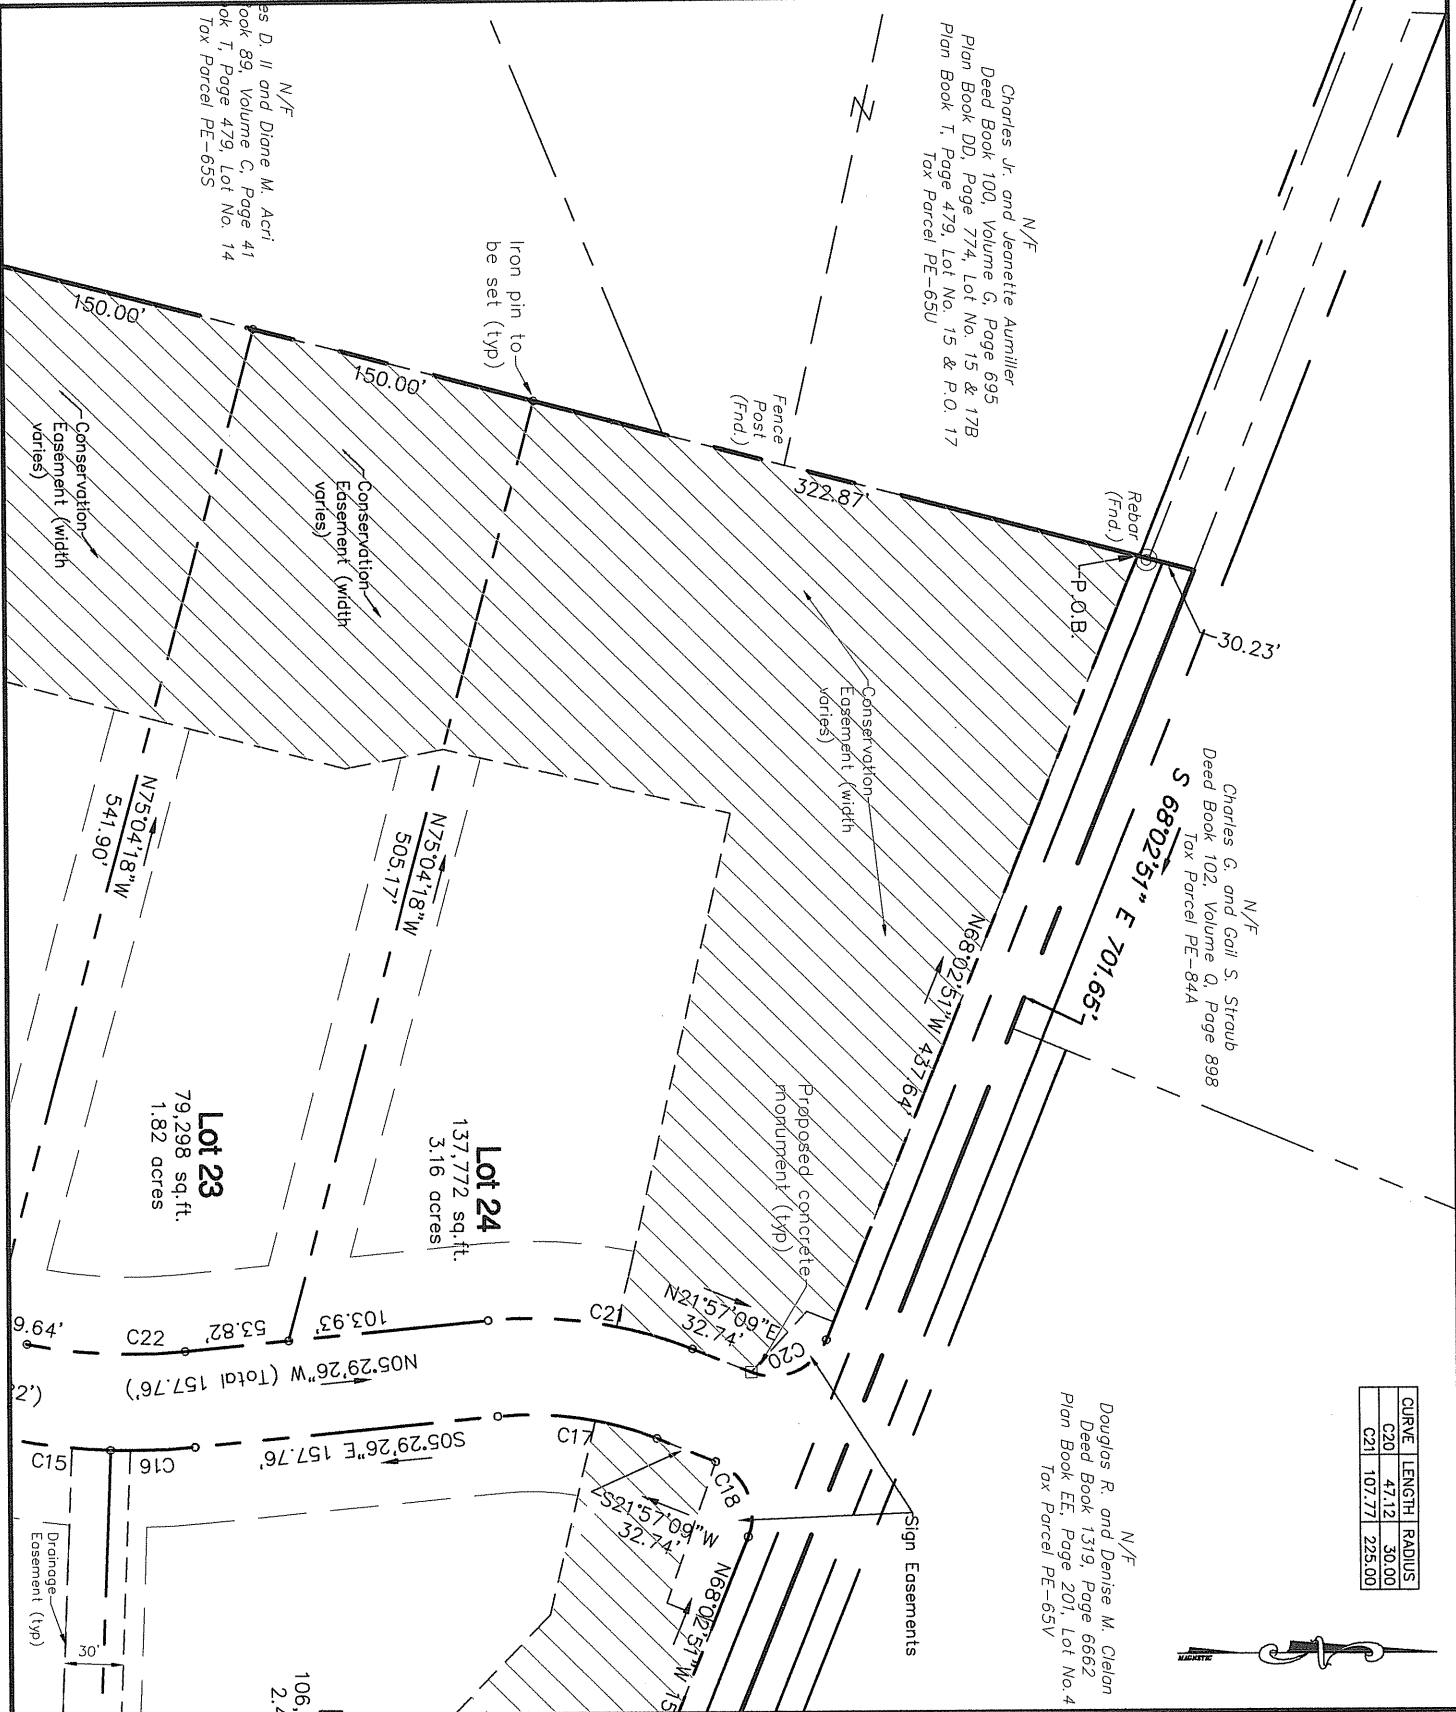 N/F
es D. II and Diane M. Acri
ook 89, Volume C, Page 41
ok T, Page 479, Lot No. 14
Tax Parcel PE-65S
N/F
Charles Jr. and Jeanette Aumiller
Deed Book 100, Volume G, Page 695
Plan Book DD, Page 774, Lot No. 15 & 17B
Plan Book T, Page 479, Lot No. 15 & P.O. 17
Tax Parcel PE-65U
Iron pin to
be set (typ)
Fence
Post
(Fnd.)
Rebar
(Fnd.)
P.O.B.
30.23'
150.00'
150.00'
322.87'
Conservation
Easement (width
varies)
Conservation
Easement (width
varies)
Conservation
Easement (width
varies)
N/F
Charles G. and Gail S. Straub
Deed Book 102, Volume Q, Page 898
Tax Parcel PE-84A
S 68°02'51" E 701.65'
N68°02'51"W 437.64'
N75°04'18"W
541.90'
N75°04'18"W
505.17'
Lot 23
79,298 sq.ft.
1.82 acres
Lot 24
137,772 sq.ft.
3.16 acres
Proposed concrete
monument (typ)
N21°57'09"E
32.74'
C20
C21
103.93'
53.82'
C22
9.64'
N05°29'26"W (Total 157.76')
2')
S05°29'26"E 157.76'
C15
C16
C17
C18
S21°57'09"W
32.74'
N68°02'51"W 15
Sign Easements
Drainage
Easement (typ)
30'
106,
2.4
N/F
Douglas R. and Denise M. Clelan
Deed Book 1319, Page 6662
Plan Book EE, Page 201, Lot No.4
Tax Parcel PE-65V
CURVE LENGTH RADIUS
C20 47.12 30.00
C21 107.77 225.00
MAGNETIC